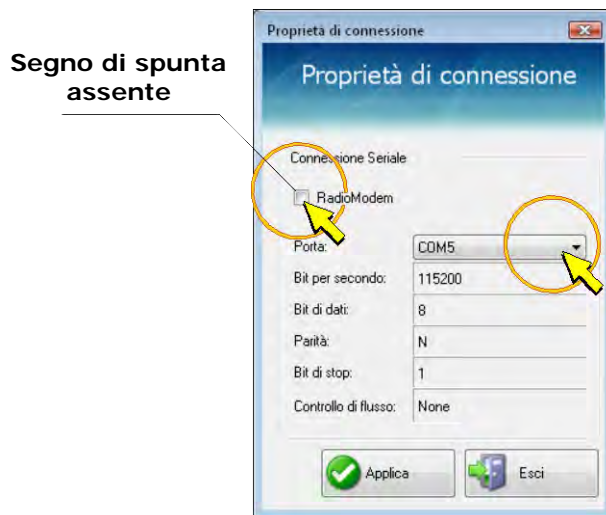 Proprietà di connessione
Segno di spunta
assente
Proprietà di connessione
Connessione Seriale
RadioModem
Porta: COM5
Bit per secondo: 115200
Bit di dati: 8
Parità: N
Bit di stop: 1
Controllo di flusso: None
Applica Esci